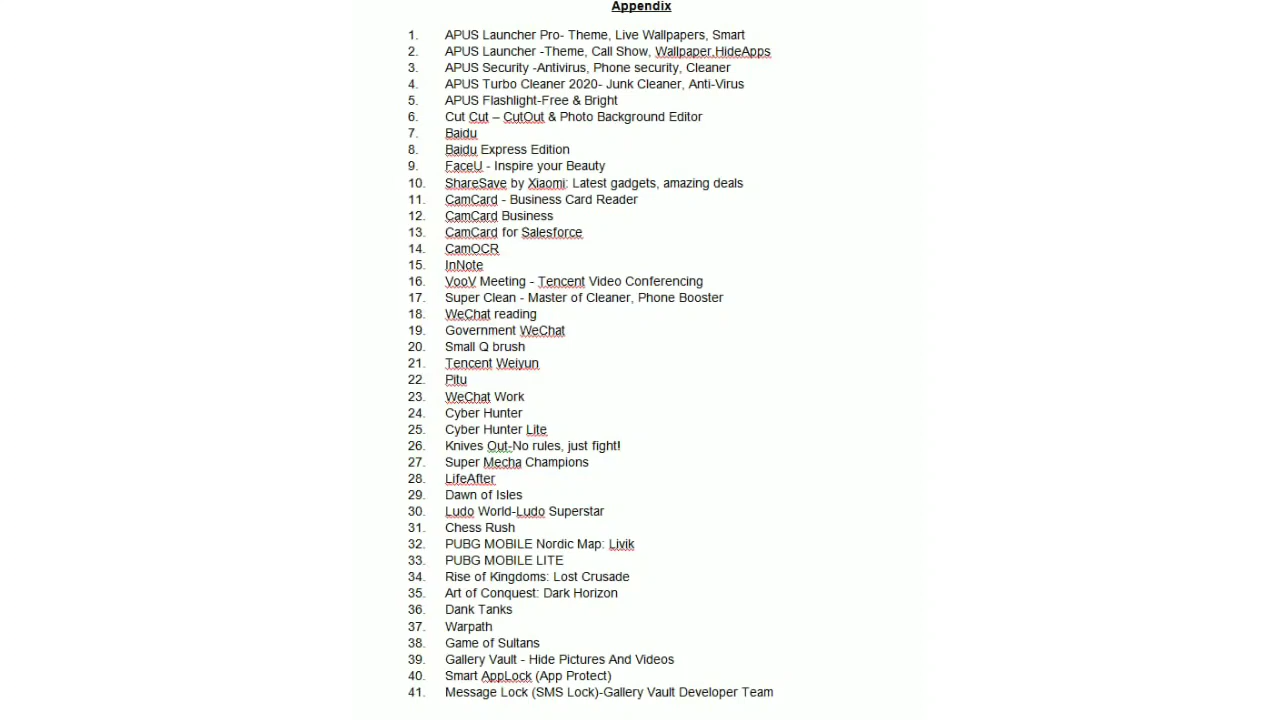 Appendix
1. APUS Launcher Pro- Theme, Live Wallpapers, Smart
2. APUS Launcher -Theme, Call Show, Wallpaper,HideApps
3. APUS Security -Antivirus, Phone security, Cleaner
4. APUS Turbo Cleaner 2020- Junk Cleaner, Anti-Virus
5. APUS Flashlight-Free & Bright
6. Cut Cut – CutOut & Photo Background Editor
7. Baidu
8. Baidu Express Edition
9. FaceU - Inspire your Beauty
10. ShareSave by Xiaomi: Latest gadgets, amazing deals
11. CamCard - Business Card Reader
12. CamCard Business
13. CamCard for Salesforce
14. CamOCR
15. InNote
16. VooV Meeting - Tencent Video Conferencing
17. Super Clean - Master of Cleaner, Phone Booster
18. WeChat reading
19. Government WeChat
20. Small Q brush
21. Tencent Weiyun
22. Pitu
23. WeChat Work
24. Cyber Hunter
25. Cyber Hunter Lite
26. Knives Out-No rules, just fight!
27. Super Mecha Champions
28. LifeAfter
29. Dawn of Isles
30. Ludo World-Ludo Superstar
31. Chess Rush
32. PUBG MOBILE Nordic Map: Livik
33. PUBG MOBILE LITE
34. Rise of Kingdoms: Lost Crusade
35. Art of Conquest: Dark Horizon
36. Dank Tanks
37. Warpath
38. Game of Sultans
39. Gallery Vault - Hide Pictures And Videos
40. Smart AppLock (App Protect)
41. Message Lock (SMS Lock)-Gallery Vault Developer Team